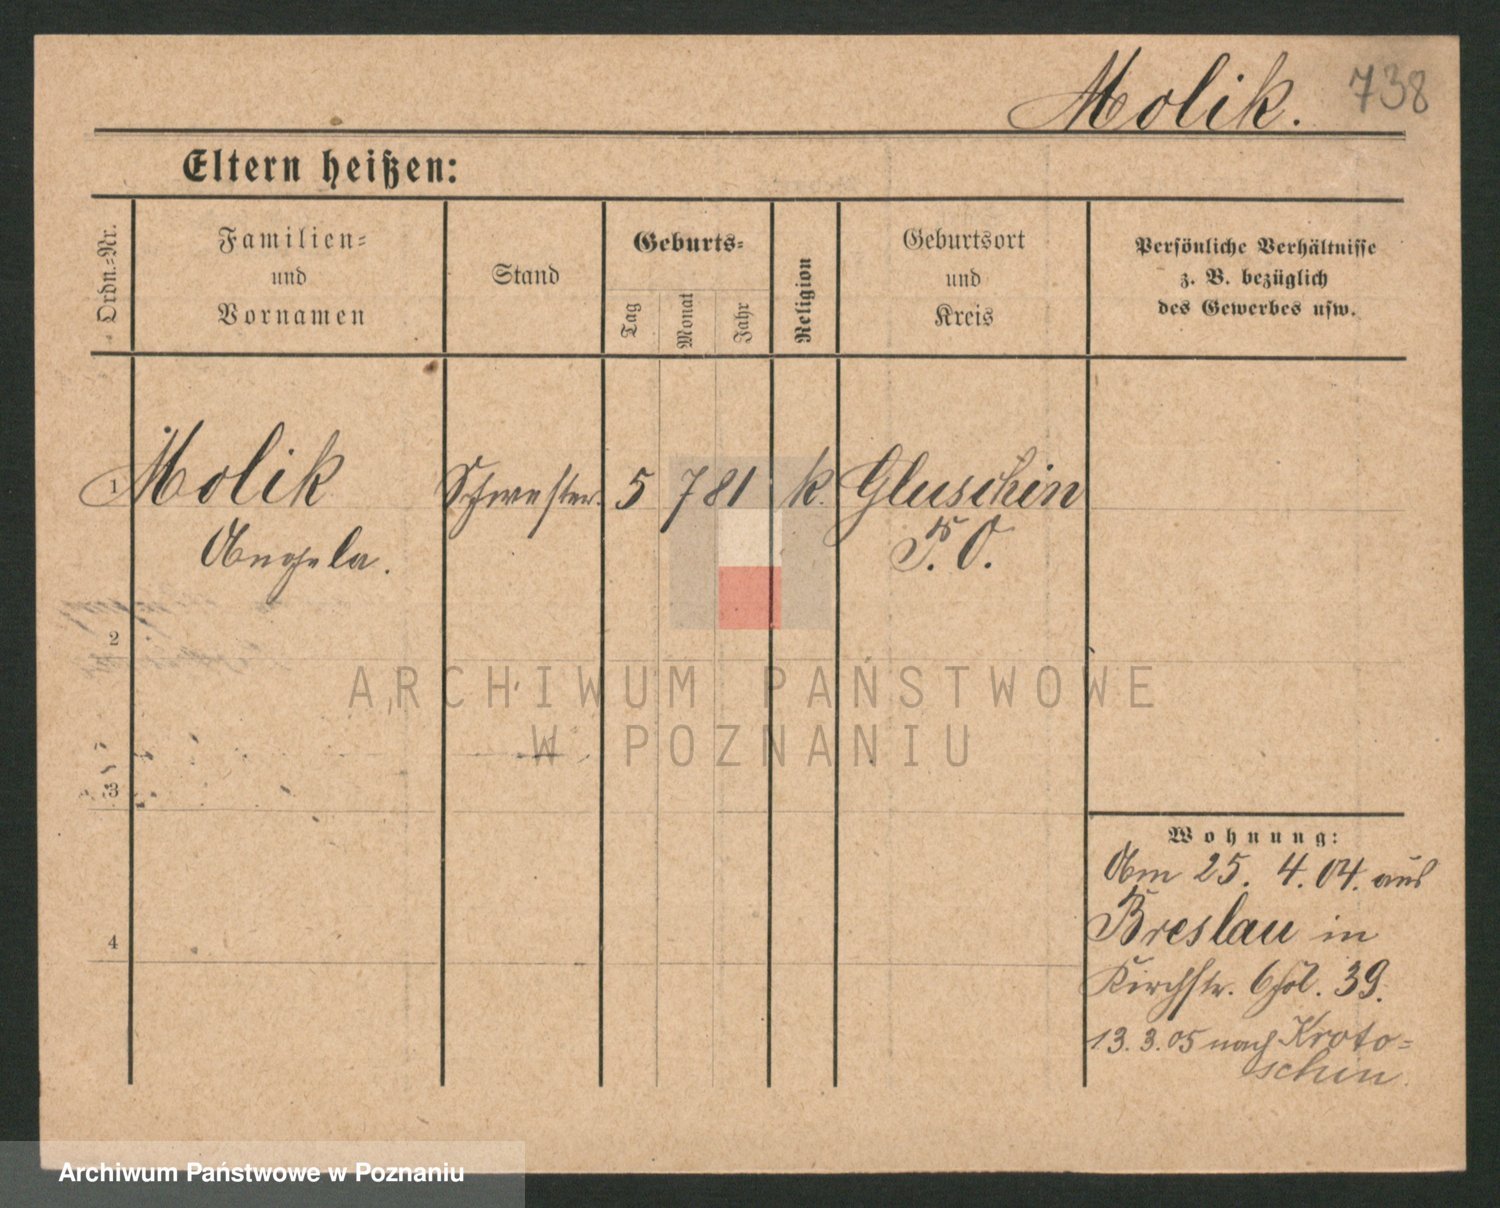 Molik. 738
Eltern heißen:
Ordn.-Nr.
Familien-
und
Vornamen
Stand
Geburts-
Tag
Monat
Jahr
Religion
Geburtsort
und
Kreis
Persönliche Verhältnisse
z. B. bezüglich
des Gewerbes usw.
1 Molik Schwester. 5 7 81 k. Gluschin
Angela. P. O.
2
ARCHIWUM PAŃSTWOWE
W POZNANIU
3
4
Wohnung:
Am 25. 4. 04. aus
Breslau in
Kirchstr. 39.
13. 3. 05 nach Kroto-
schin.
Archiwum Państwowe w Poznaniu